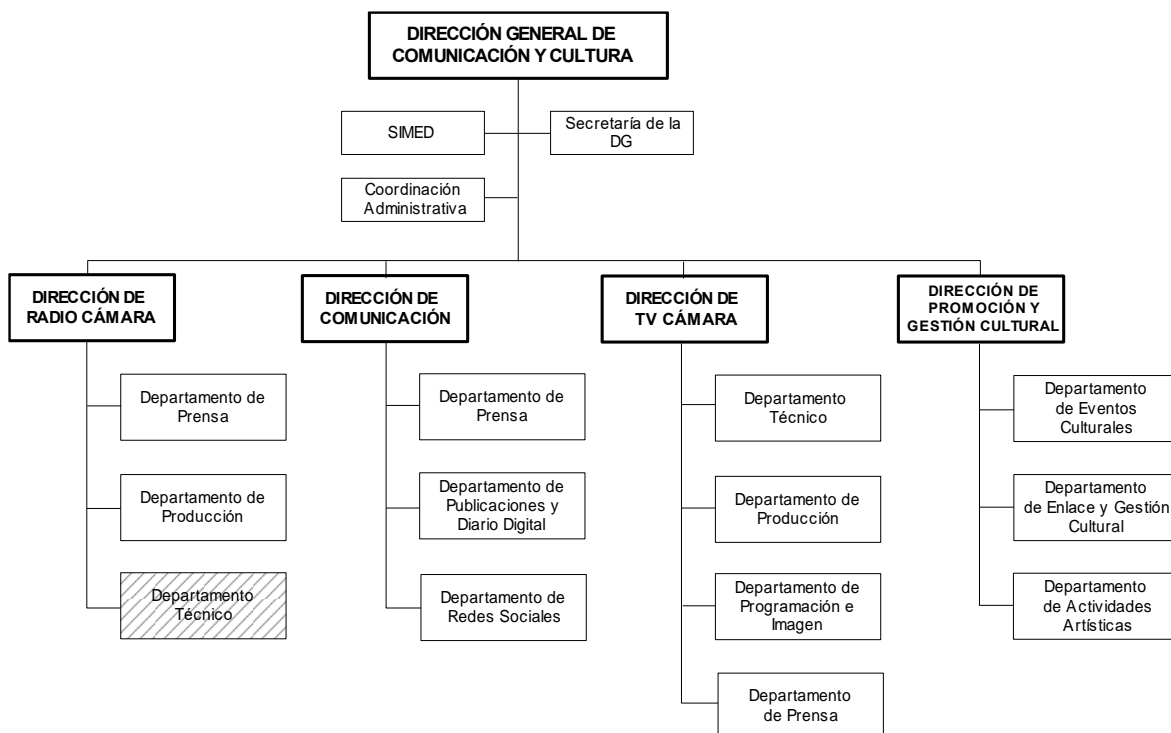 DIRECCIÓN GENERAL DE
COMUNICACIÓN Y CULTURA
SIMED
Secretaría de la
DG
Coordinación
Administrativa
DIRECCIÓN DE
RADIO CÁMARA
Departamento de
Prensa
Departamento de
Producción
Departamento
Técnico
DIRECCIÓN DE
COMUNICACIÓN
Departamento de
Prensa
Departamento de
Publicaciones y
Diario Digital
Departamento de
Redes Sociales
DIRECCIÓN DE
TV CÁMARA
Departamento
Técnico
Departamento de
Producción
Departamento de
Programación e
Imagen
Departamento
de Prensa
DIRECCIÓN DE
PROMOCIÓN Y
GESTIÓN CULTURAL
Departamento
de Eventos
Culturales
Departamento
de Enlace y Gestión
Cultural
Departamento
de Actividades
Artísticas